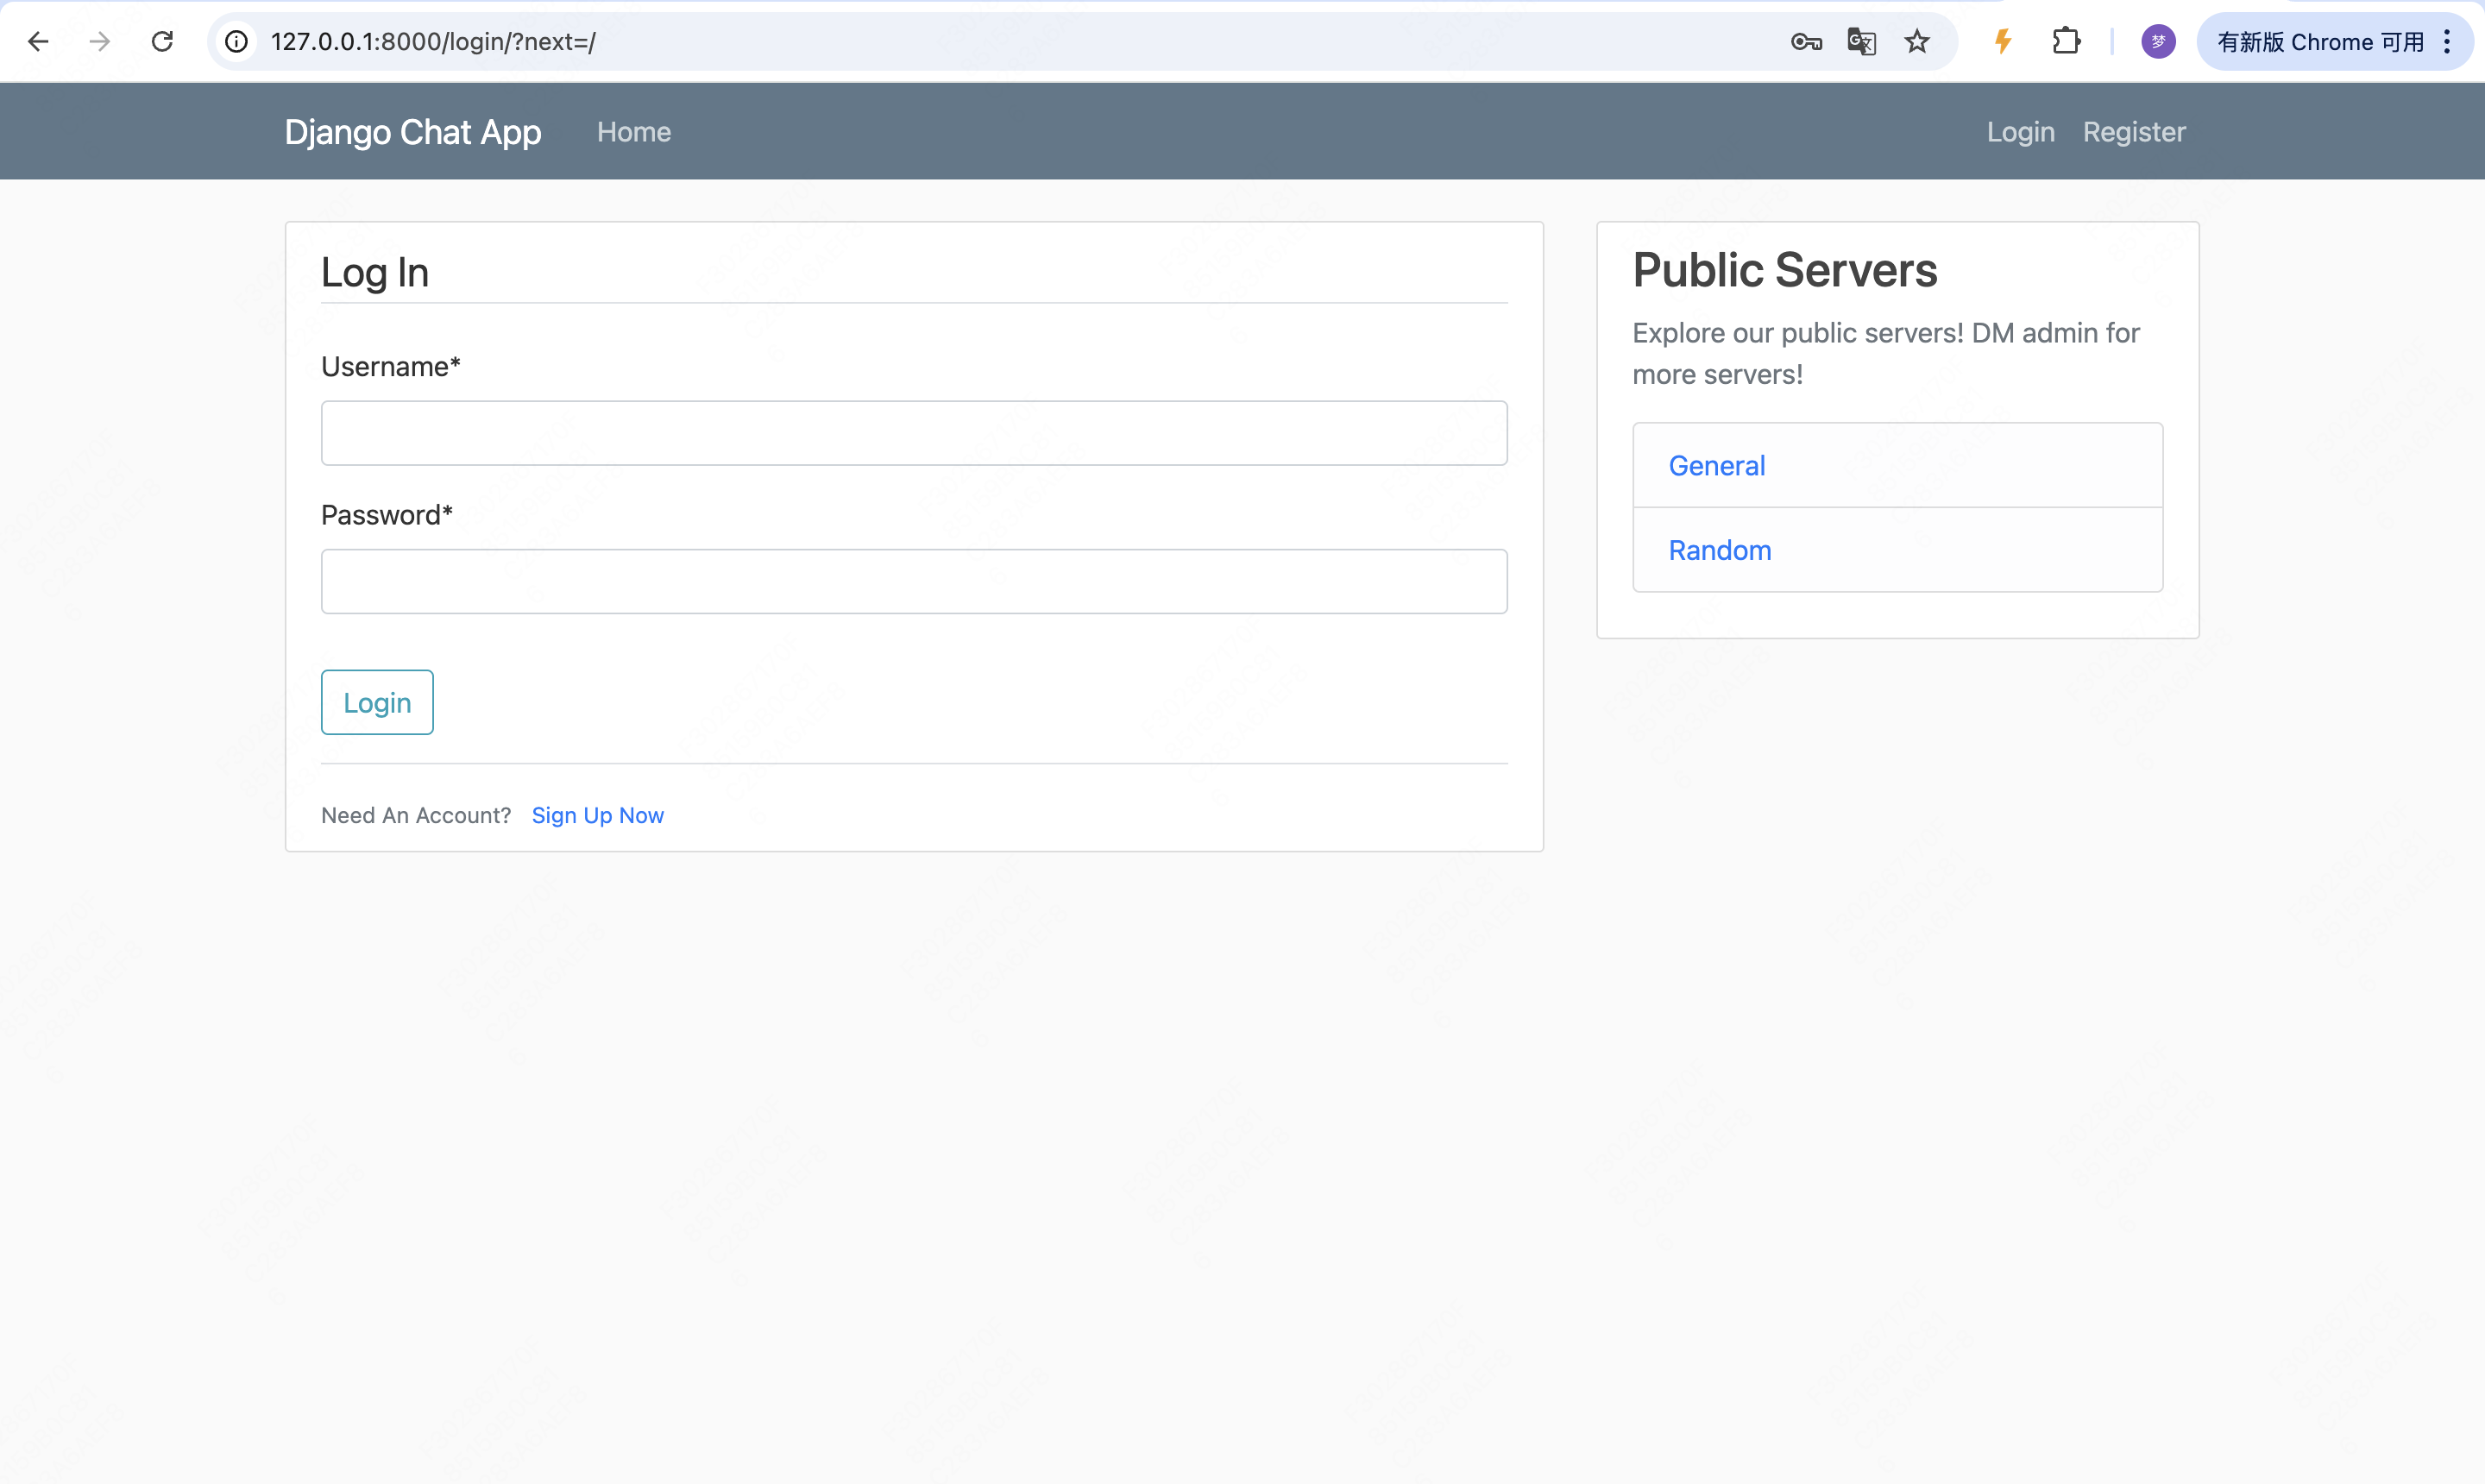 127.0.0.1:8000/login/?next=/
梦
有新版 Chrome 可用
Django Chat App
Home
Login
Register
Log In
Username*
Password*
Login
Need An Account? Sign Up Now
Public Servers
Explore our public servers! DM admin for
more servers!
General
Random